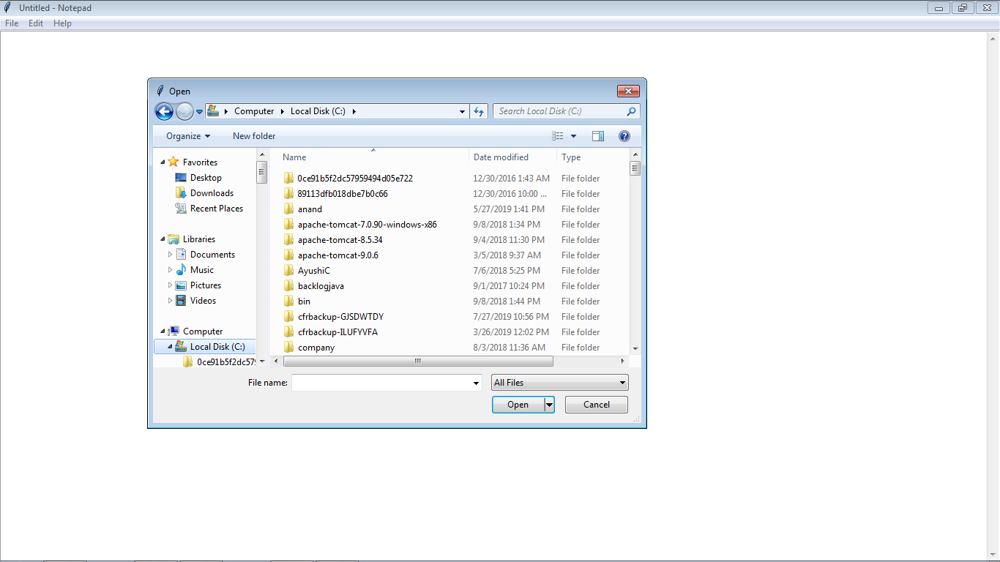 Untitled - Notepad
File Edit Help
Open
Computer Local Disk (C:) Search Local Disk (C:)
Organize New folder
Favorites
Desktop
Downloads
Recent Places
Libraries
Documents
Music
Pictures
Videos
Computer
Local Disk (C:)
0ce91b5f2dc579
Name Date modified Type
0ce91b5f2dc57959494d05e722 12/30/2016 1:43 AM File folder
89113dfb018dbe7b0c66 12/30/2016 10:00 ... File folder
anand 5/27/2019 1:41 PM File folder
apache-tomcat-7.0.90-windows-x86 9/8/2018 1:34 PM File folder
apache-tomcat-8.5.34 9/4/2018 11:30 PM File folder
apache-tomcat-9.0.6 3/5/2018 9:37 AM File folder
AyushiC 7/6/2018 5:25 PM File folder
backlogjava 9/1/2017 10:24 PM File folder
bin 9/8/2018 1:44 PM File folder
cfrbackup-GJSDWTDY 7/27/2019 10:56 PM File folder
cfrbackup-ILUFYVFA 3/26/2019 12:02 PM File folder
company 8/3/2018 11:36 AM File folder
File name: All Files
Open Cancel